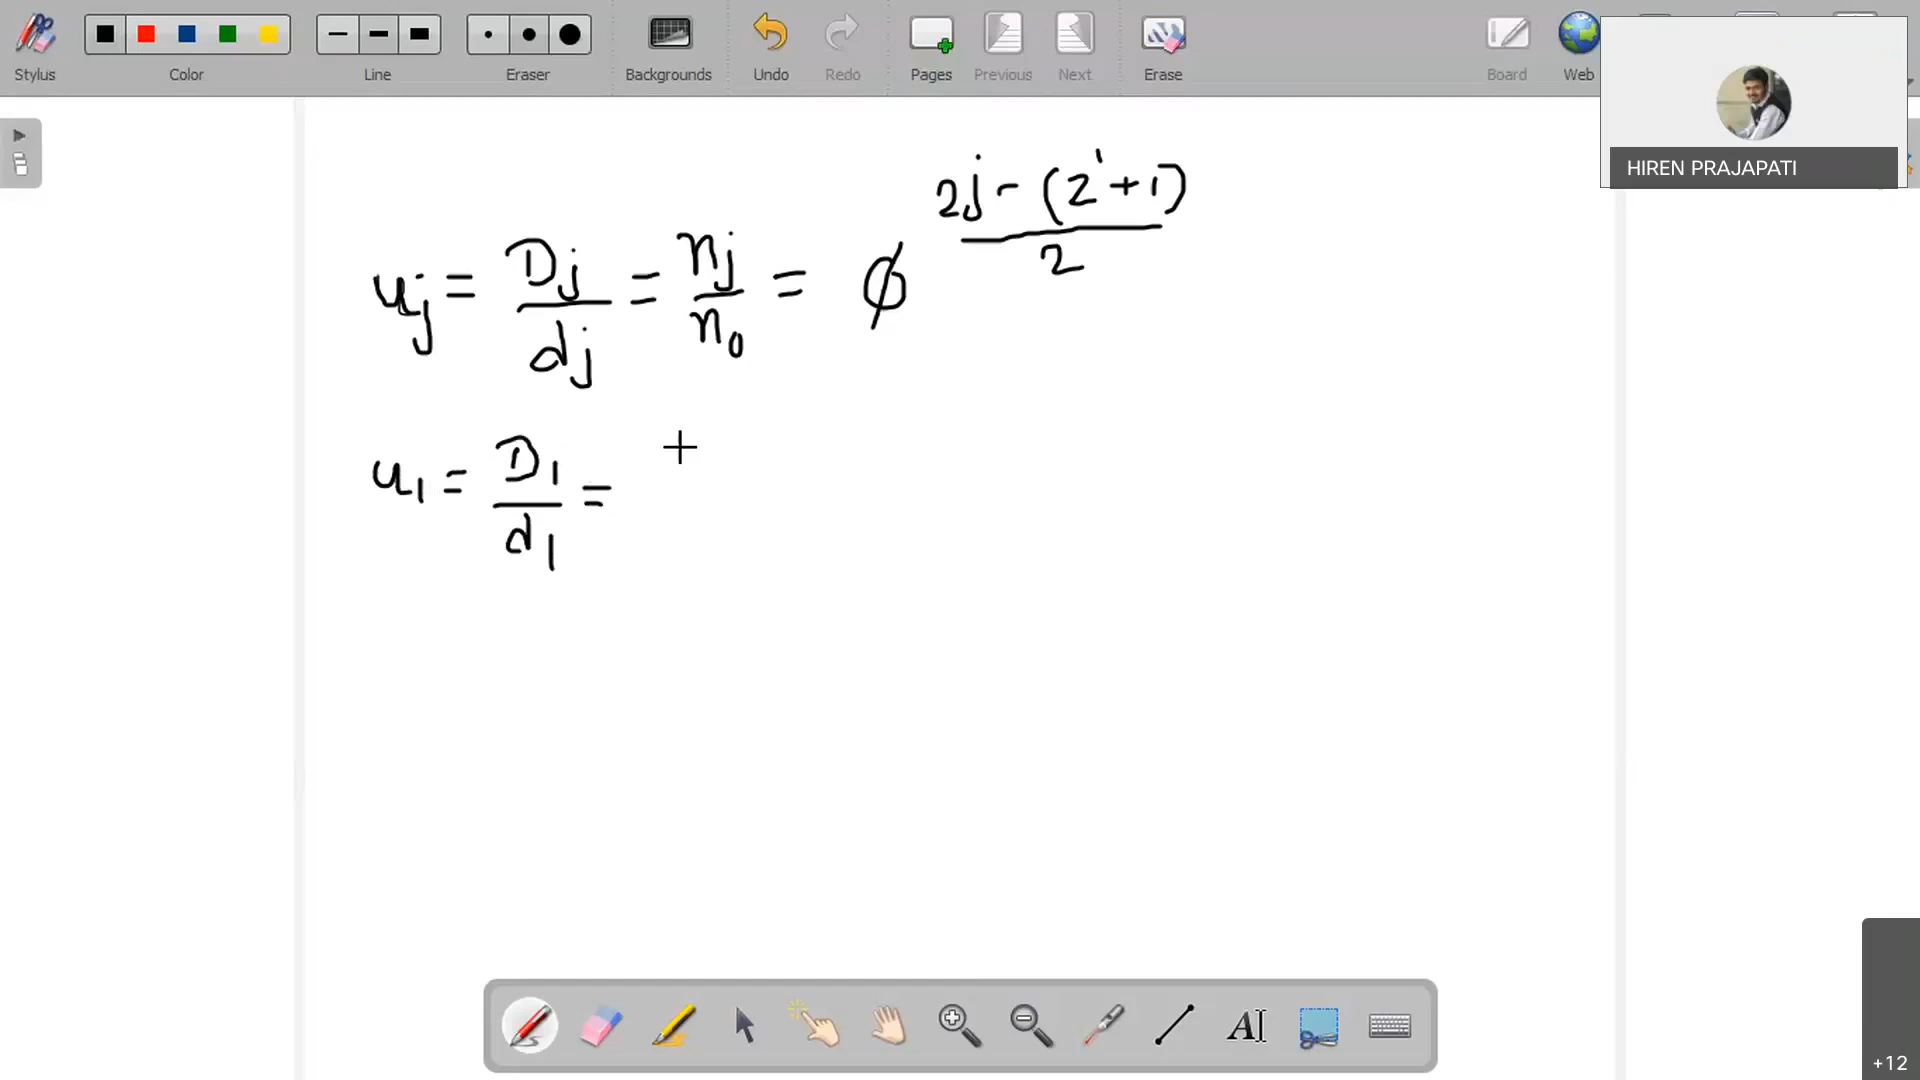 Stylus Color Line Eraser Backgrounds Undo Redo Pages Previous Next Erase Board Web
HIREN PRAJAPATI
uj = Dj/dj = nj/n0 = ϕ^((2j - (z' + 1))/2)
u1 = D1/d1 =
AI
+12